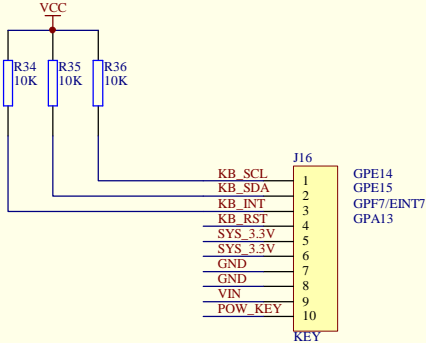 VCC
R34 R35 R36
10K 10K 10K
J16
KB_SCL 1 GPE14
KB_SDA 2 GPE15
KB_INT 3 GPF7/EINT7
KB_RST 4 GPA13
SYS_3.3V 5
SYS_3.3V 6
GND 7
GND 8
VIN 9
POW_KEY 10
KEY